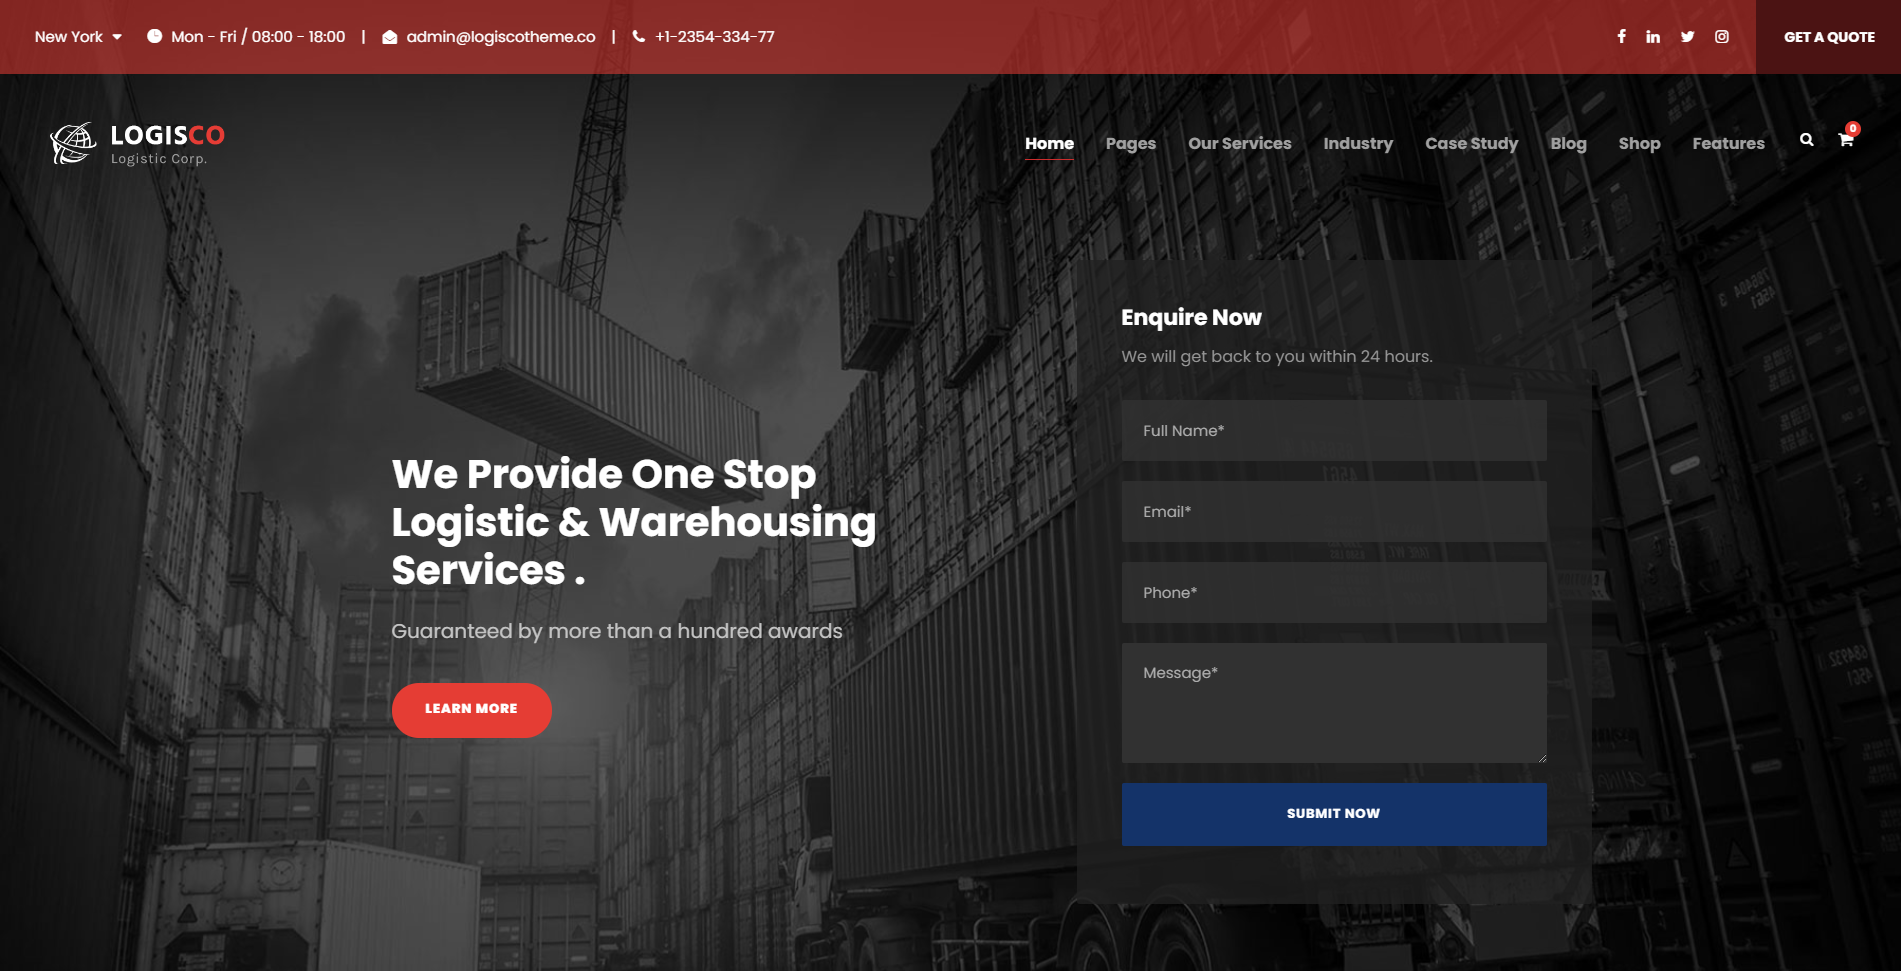 New York
Mon - Fri / 08:00 - 18:00 | admin@logiscotheme.co | +1-2354-334-77
GET A QUOTE
LOGISCO
Logistic Corp.
Home
Pages
Our Services
Industry
Case Study
Blog
Shop
Features
0
We Provide One Stop
Logistic & Warehousing
Services .
Guaranteed by more than a hundred awards
LEARN MORE
Enquire Now
We will get back to you within 24 hours.
Full Name*
Email*
Phone*
Message*
SUBMIT NOW